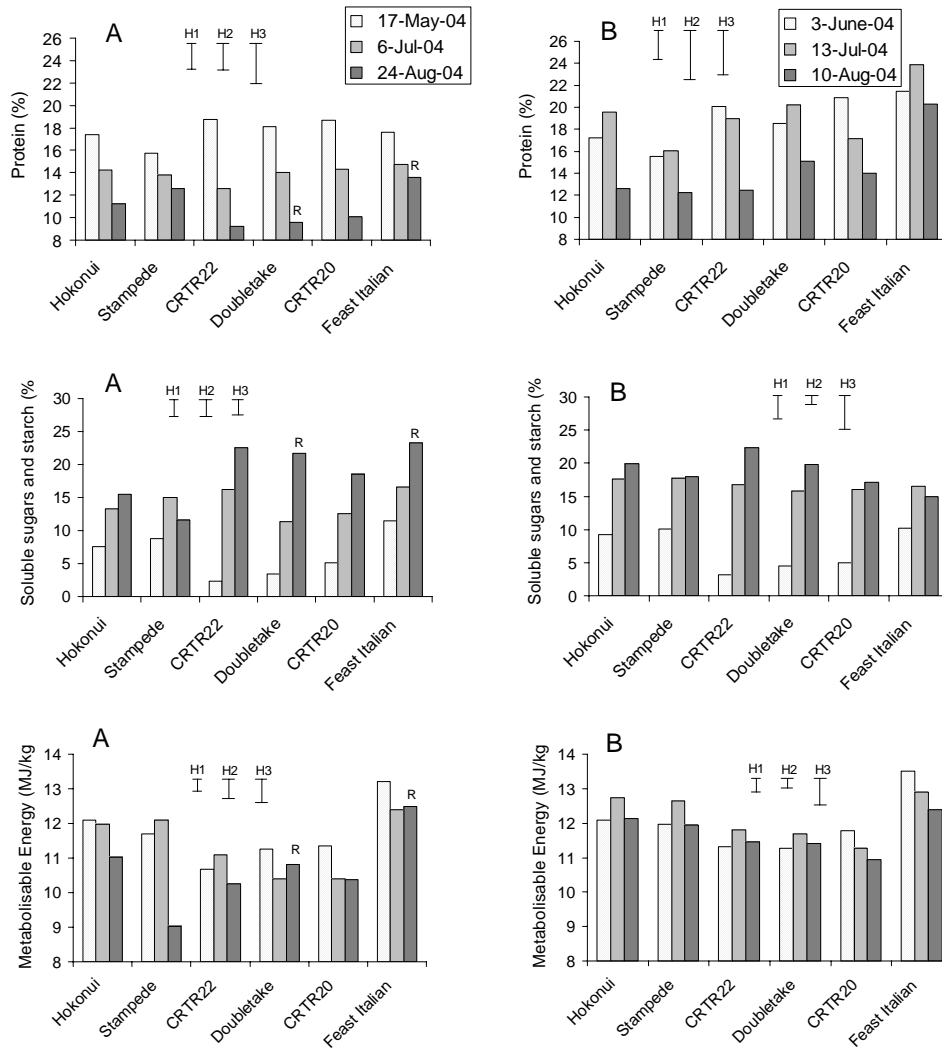 A
H1 H2 H3
17-May-04
6-Jul-04
24-Aug-04
Protein (%)
26
24
22
20
18
16
14
12
10
8
R
R
Hokonui
Stampede
CRTR22
Doubletake
CRTR20
Feast Italian
B
H1 H2 H3
3-June-04
13-Jul-04
10-Aug-04
Protein (%)
26
24
22
20
18
16
14
12
10
8
Hokonui
Stampede
CRTR22
Doubletake
CRTR20
Feast Italian
A
H1 H2 H3
Soluble sugars and starch (%
30
25
20
15
10
5
0
R
R
Hokonui
Stampede
CRTR22
Doubletake
CRTR20
Feast Italian
B
H1 H2 H3
Soluble sugars and starch (%
30
25
20
15
10
5
0
Hokonui
Stampede
CRTR22
Doubletake
CRTR20
Feast Italian
A
H1 H2 H3
Metabolisable Energy (MJ/kg
14
13
12
11
10
9
8
R
R
Hokonui
Stampede
CRTR22
Doubletake
CRTR20
Feast Italian
B
H1 H2 H3
Metabolisable Energy (MJ/kg
14
13
12
11
10
9
8
Hokonui
Stampede
CRTR22
Doubletake
CRTR20
Feast Italian